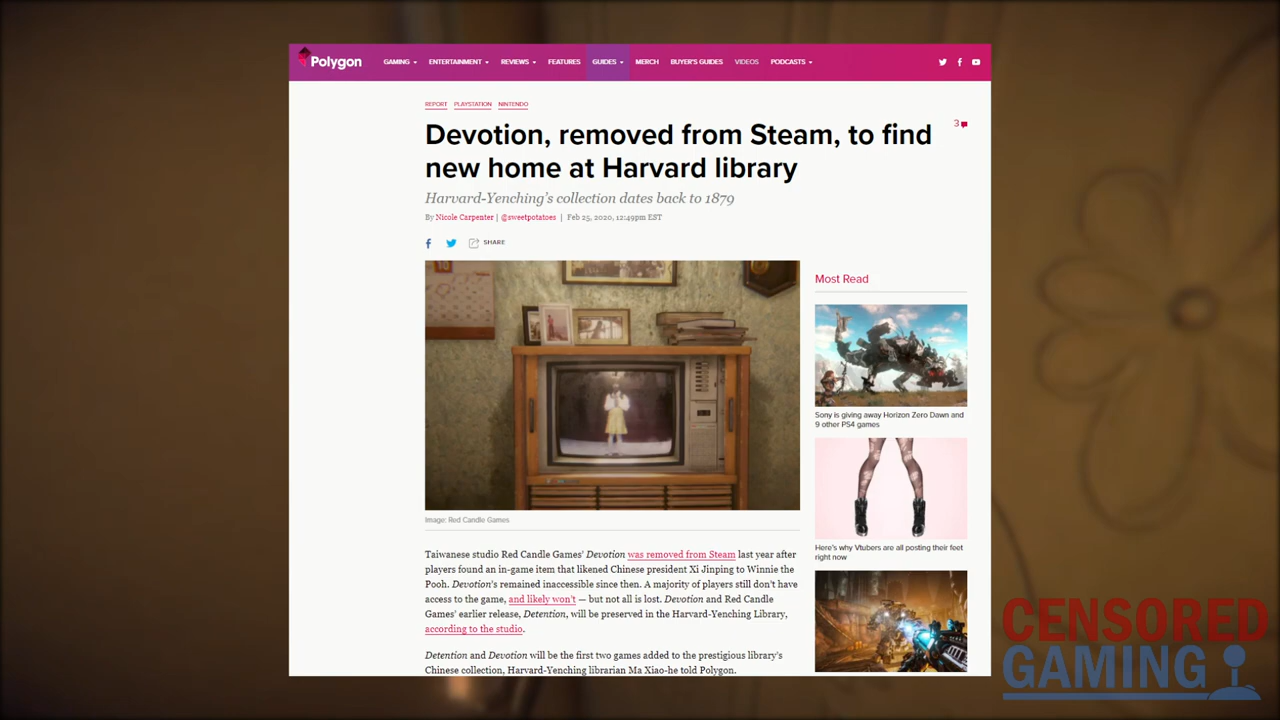 Polygon
GAMING ENTERTAINMENT REVIEWS FEATURES GUIDES MERCH BUYER'S GUIDES VIDEOS PODCASTS
REPORT PLAYSTATION NINTENDO
Devotion, removed from Steam, to find
new home at Harvard library
3
Harvard-Yenching's collection dates back to 1879
By Nicole Carpenter | @sweetpotatoes | Feb 25, 2020, 12:49pm EST
SHARE
Image: Red Candle Games
Taiwanese studio Red Candle Games' Devotion was removed from Steam last year after
players found an in-game item that likened Chinese president Xi Jinping to Winnie the
Pooh. Devotion's remained inaccessible since then. A majority of players still don't have
access to the game, and likely won't — but not all is lost. Devotion and Red Candle
Games' earlier release, Detention, will be preserved in the Harvard-Yenching Library,
according to the studio.
Detention and Devotion will be the first two games added to the prestigious library's
Chinese collection, Harvard-Yenching librarian Ma Xiao-he told Polygon.
Most Read
Sony is giving away Horizon Zero Dawn and
9 other PS4 games
Here's why Vtubers are all posting their feet
right now
CENSORED
GAMING